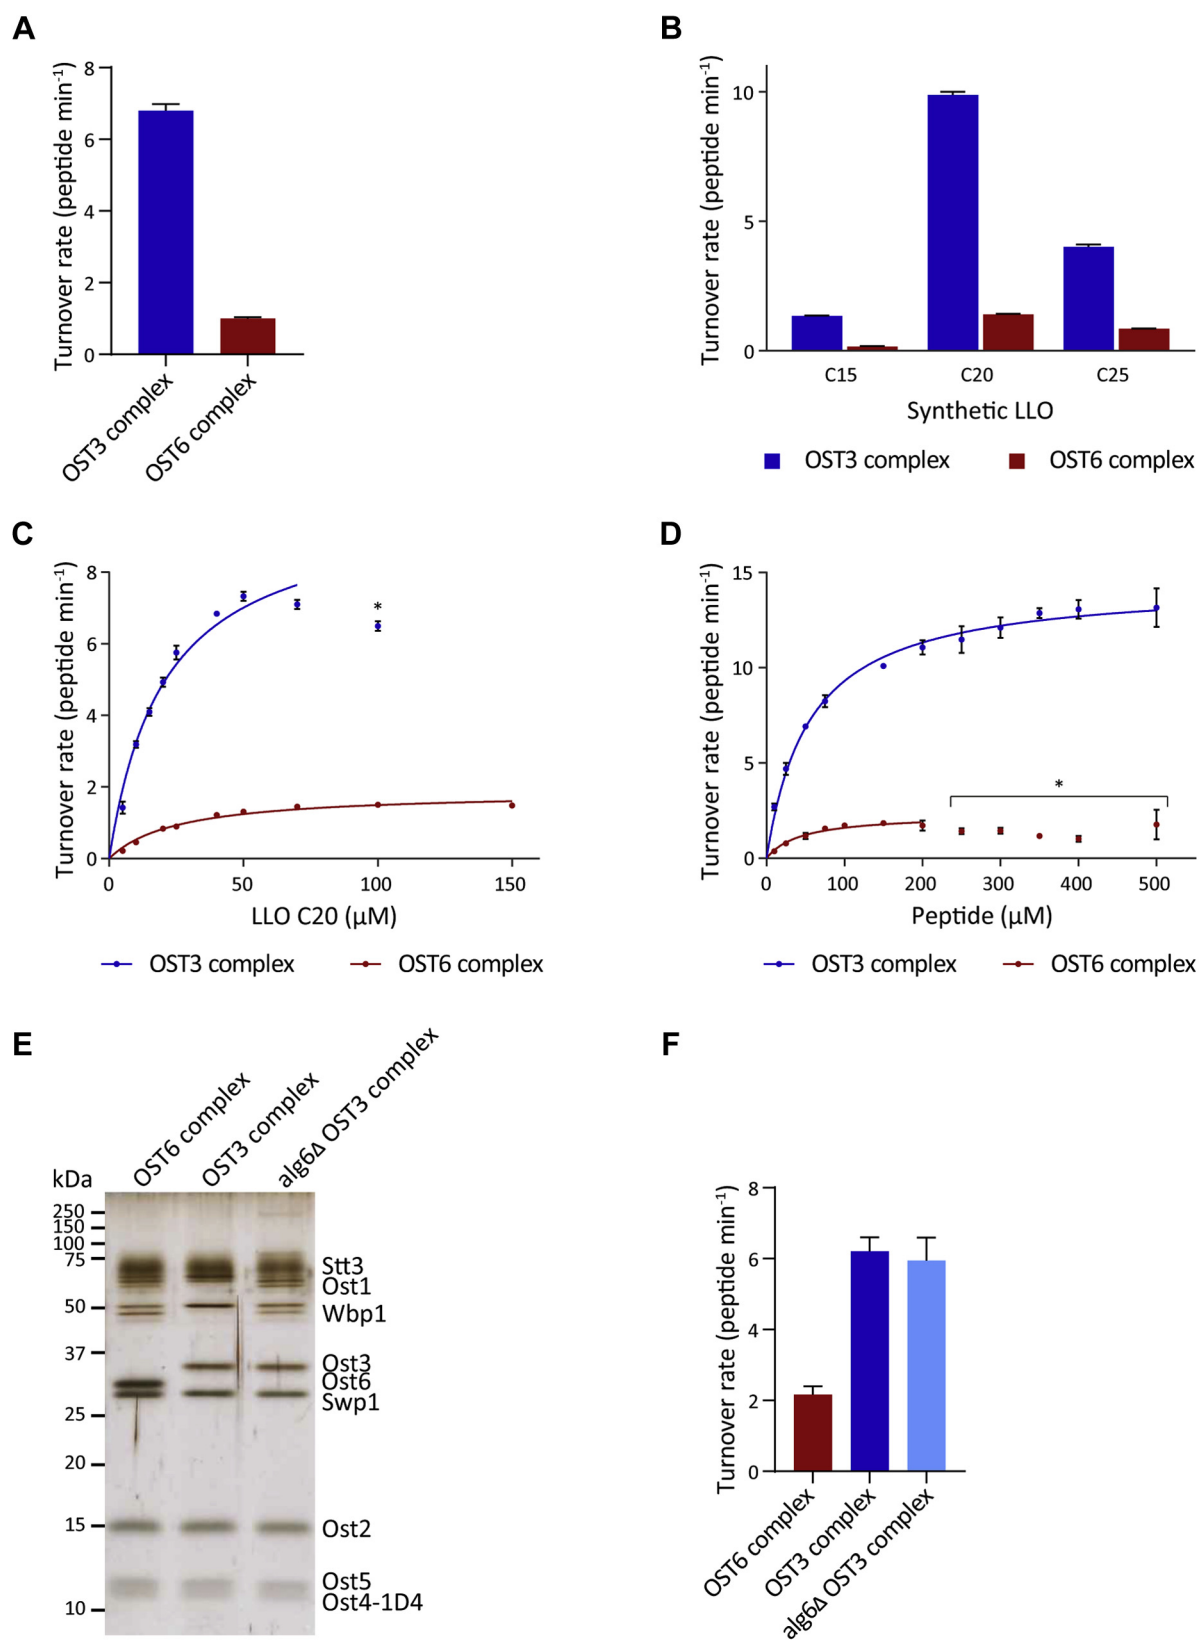 A
Turnover rate (peptide min⁻¹)
8
6
4
2
0
OST3 complex
OST6 complex
B
Turnover rate (peptide min⁻¹)
10
5
0
C15
C20
C25
Synthetic LLO
OST3 complex
OST6 complex
C
Turnover rate (peptide min⁻¹)
8
6
4
2
0
*
0
50
100
150
LLO C20 (µM)
OST3 complex
OST6 complex
D
Turnover rate (peptide min⁻¹)
15
10
5
0
*
0
100
200
300
400
500
Peptide (µM)
OST3 complex
OST6 complex
E
OST6 complex
OST3 complex
alg6Δ OST3 complex
kDa
250
150
100
75
50
37
25
20
15
10
Stt3
Ost1
Wbp1
Ost3
Ost6
Swp1
Ost2
Ost5
Ost4-1D4
F
Turnover rate (peptide min⁻¹)
8
6
4
2
0
OST6 complex
OST3 complex
alg6Δ OST3 complex